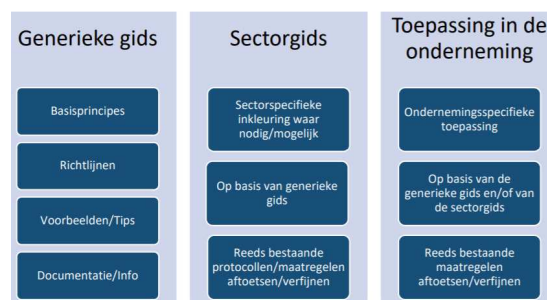 Generieke gids
Basisprincipes
Richtlijnen
Voorbeelden/Tips
Documentatie/Info
Sectorgids
Sectorspecifieke
inkleuring waar
nodig/mogelijk
Op basis van generieke
gids
Reeds bestaande
protocollen/maatregelen
aftoetsen/verfijnen
Toepassing in de
onderneming
Ondernemingsspecifieke
toepassing
Op basis van de
generieke gids en/of van
de sectorgids
Reeds bestaande
maatregelen
aftoetsen/verfijnen